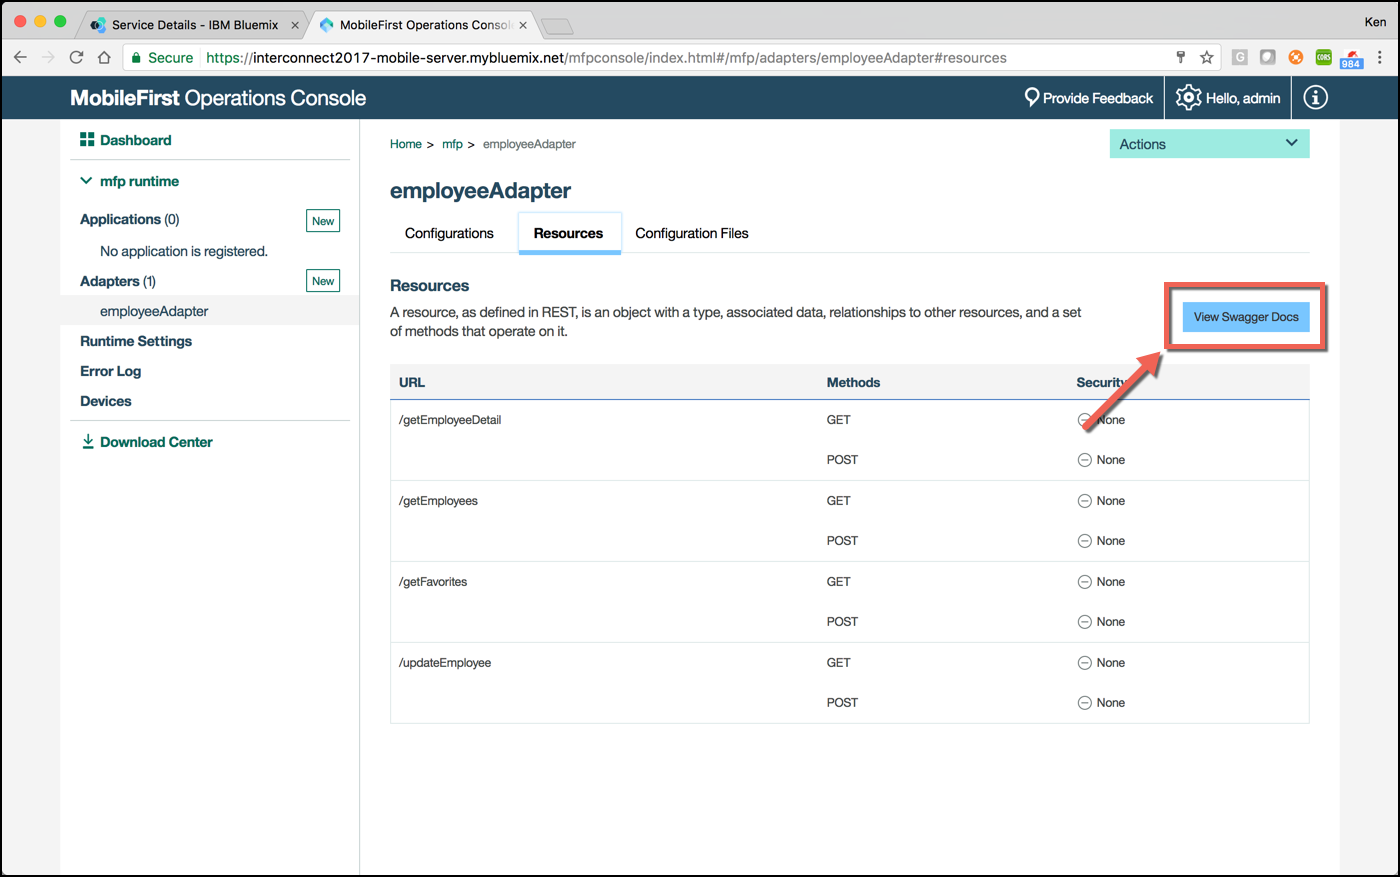 Service Details - IBM Bluemix
MobileFirst Operations Conso
Ken
Secure
https://interconnect2017-mobile-server.mybluemix.net/mfpconsole/index.html#/mfp/adapters/employeeAdapter#resources
G
CORS
984
MobileFirst Operations Console
Provide Feedback
Hello, admin
Dashboard
mfp runtime
Applications (0)
New
No application is registered.
Adapters (1)
New
employeeAdapter
Runtime Settings
Error Log
Devices
Download Center
Home > mfp > employeeAdapter
Actions
employeeAdapter
Configurations
Resources
Configuration Files
Resources
A resource, as defined in REST, is an object with a type, associated data, relationships to other resources, and a set
of methods that operate on it.
View Swagger Docs
URL Methods Security
/getEmployeeDetail GET None
POST None
/getEmployees GET None
POST None
/getFavorites GET None
POST None
/updateEmployee GET None
POST None